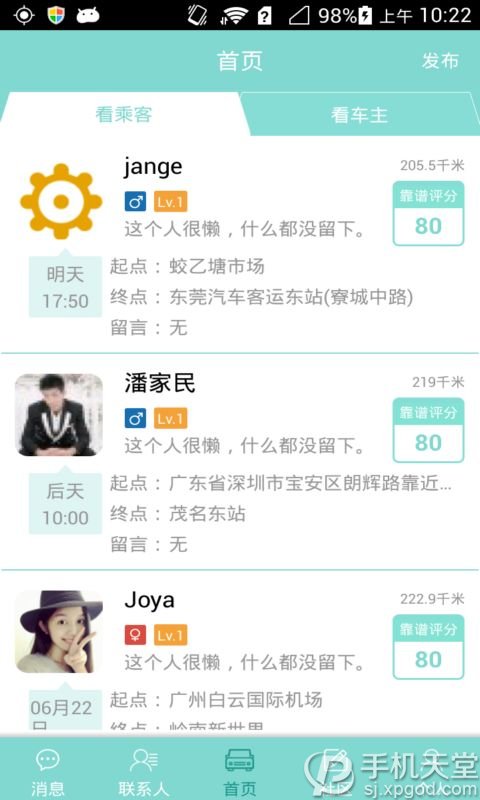 98% 上午 10:22
首页 发布
看乘客 看车主
jange 205.5千米
Lv.1 靠谱评分
80
这个人很懒，什么都没留下。
明天
17:50
起点：蛟乙塘市场
终点：东莞汽车客运东站(寮城中路)
留言：无
潘家民 219千米
Lv.1 靠谱评分
80
这个人很懒，什么都没留下。
后天
10:00
起点：广东省深圳市宝安区朗辉路靠近...
终点：茂名东站
留言：无
Joya 222.9千米
Lv.1 靠谱评分
80
这个人很懒，什么都没留下。
06月22
日
起点：广州白云国际机场
终点：岭南新世界
消息 联系人 首页
手机天堂
sj.xpgod.com